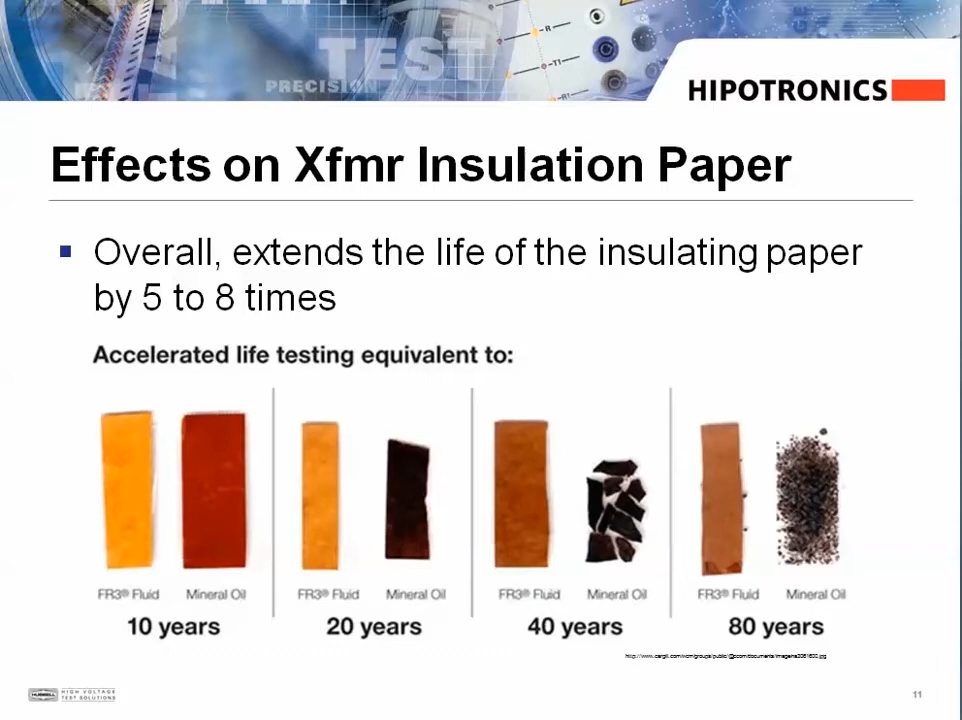 TEST
PRECISION
R
T1
R1
HIPOTRONICS
Effects on Xfmr Insulation Paper
Overall, extends the life of the insulating paper
by 5 to 8 times
Accelerated life testing equivalent to:
FR3® Fluid Mineral Oil FR3® Fluid Mineral Oil FR3® Fluid Mineral Oil FR3® Fluid Mineral Oil
10 years 20 years 40 years 80 years
HUBBELL HIGH VOLTAGE
TEST SOLUTIONS
11